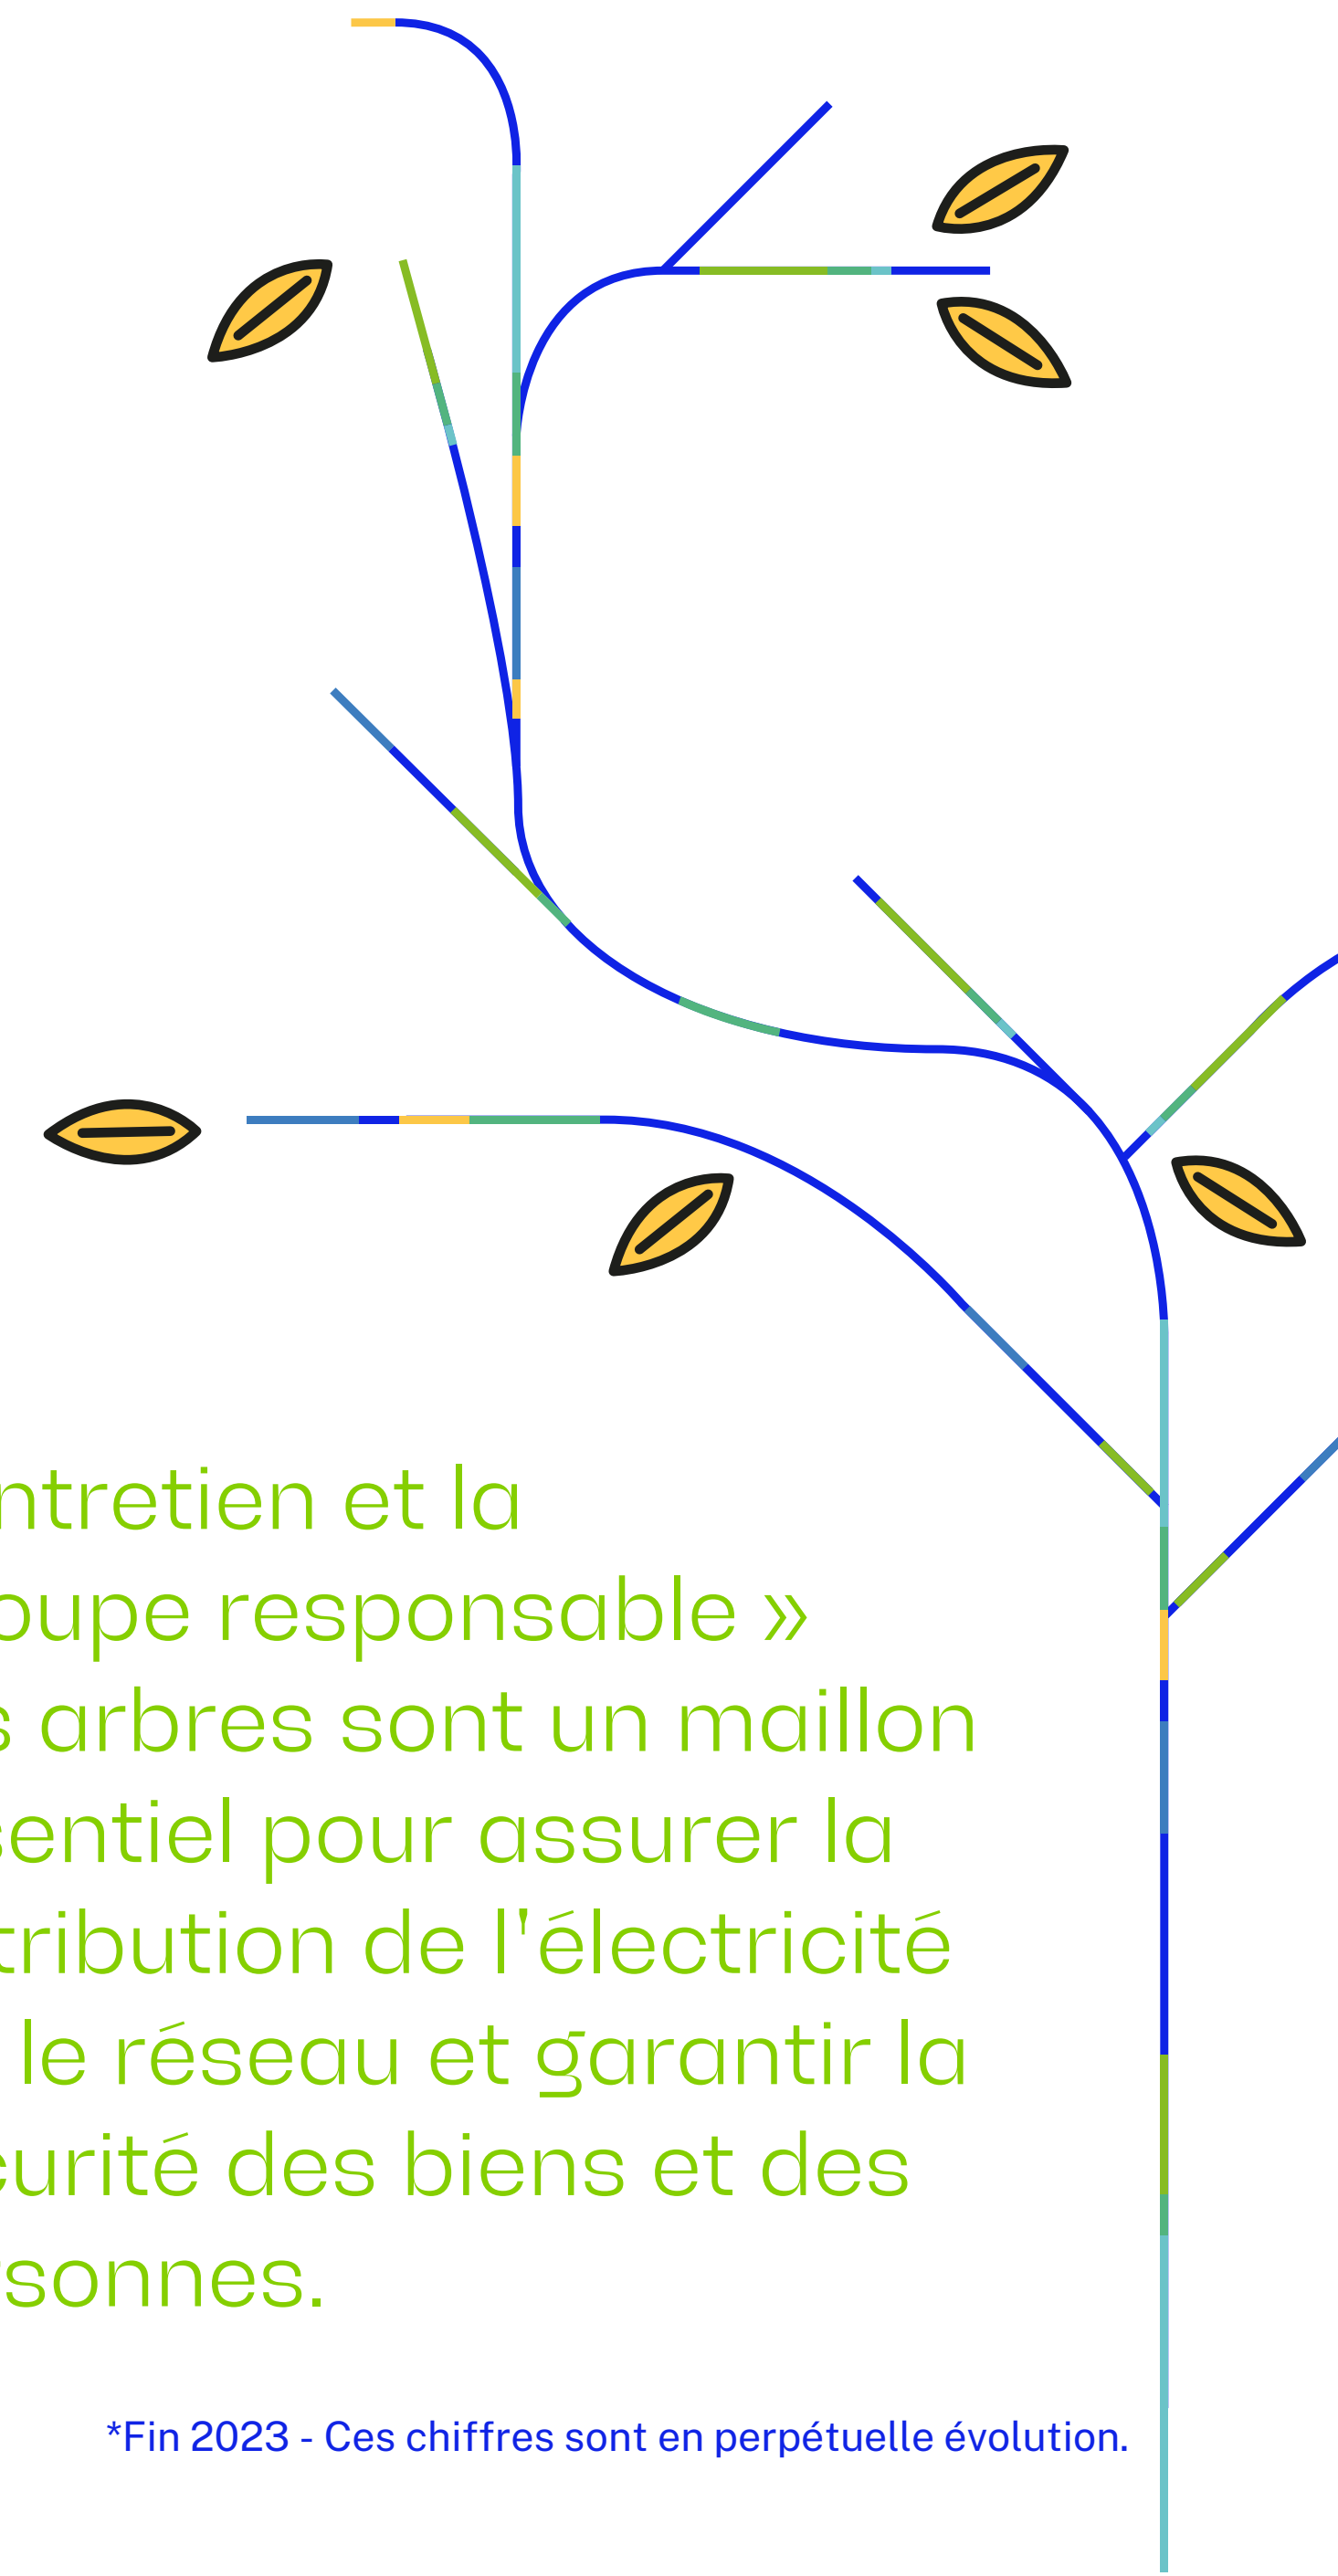 ntretien et la
oupe responsable »
s arbres sont un maillon
sentiel pour assurer la
tribution de l'électricité
le réseau et garantir la
curité des biens et des
sonnes.
*Fin 2023 - Ces chiffres sont en perpétuelle évolution.